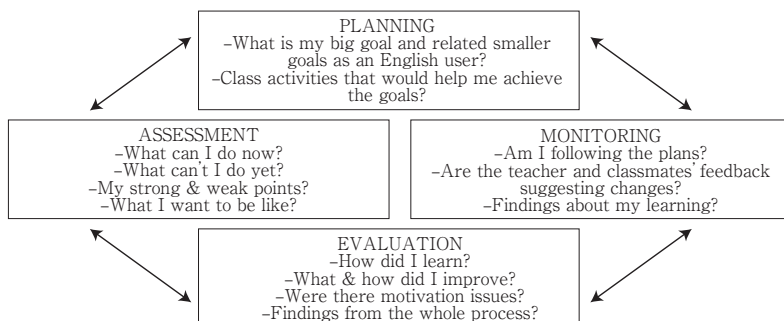 PLANNING
–What is my big goal and related smaller
goals as an English user?
–Class activities that would help me achieve
the goals?
ASSESSMENT
–What can I do now?
–What can't I do yet?
–My strong & weak points?
–What I want to be like?
MONITORING
–Am I following the plans?
–Are the teacher and classmates' feedback
suggesting changes?
–Findings about my learning?
EVALUATION
–How did I learn?
–What & how did I improve?
–Were there motivation issues?
–Findings from the whole process?